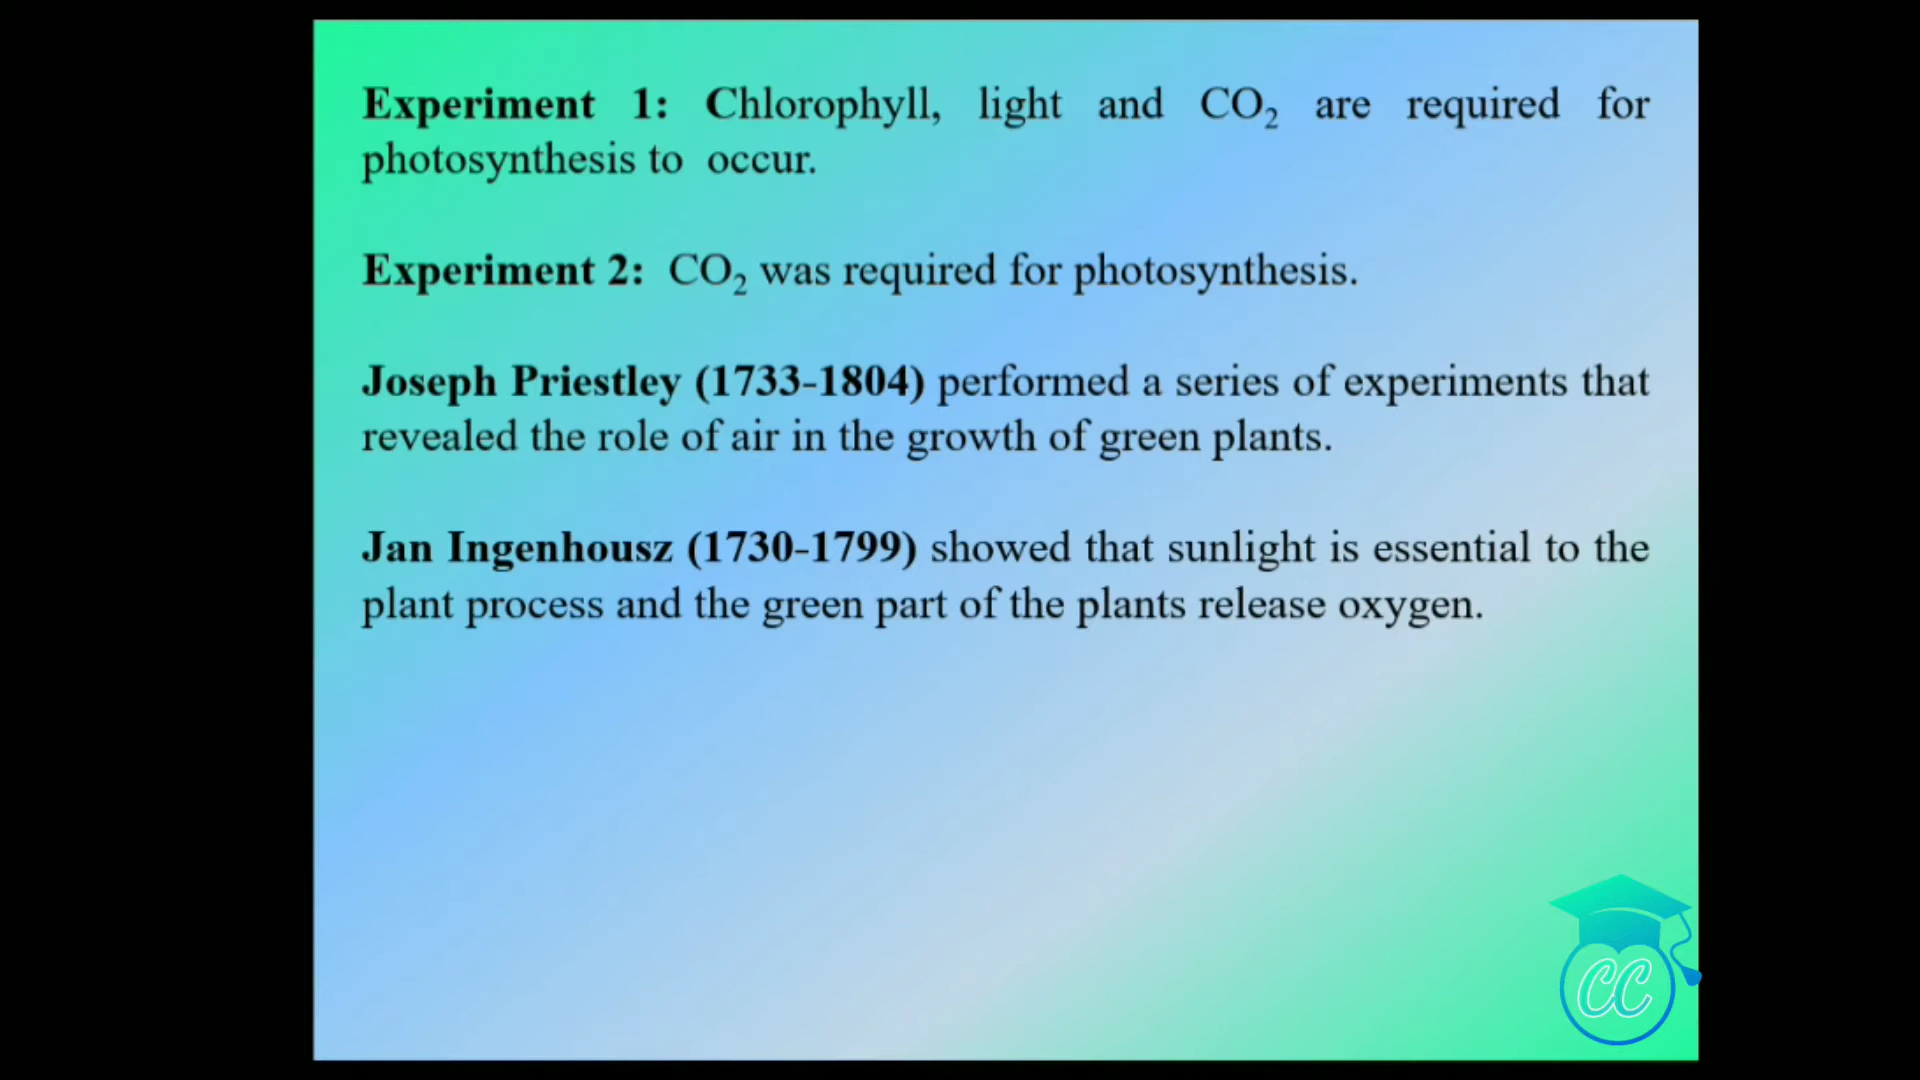 Experiment 1: Chlorophyll, light and CO₂ are required for
photosynthesis to occur.
Experiment 2: CO₂ was required for photosynthesis.
Joseph Priestley (1733-1804) performed a series of experiments that
revealed the role of air in the growth of green plants.
Jan Ingenhousz (1730-1799) showed that sunlight is essential to the
plant process and the green part of the plants release oxygen.
CC